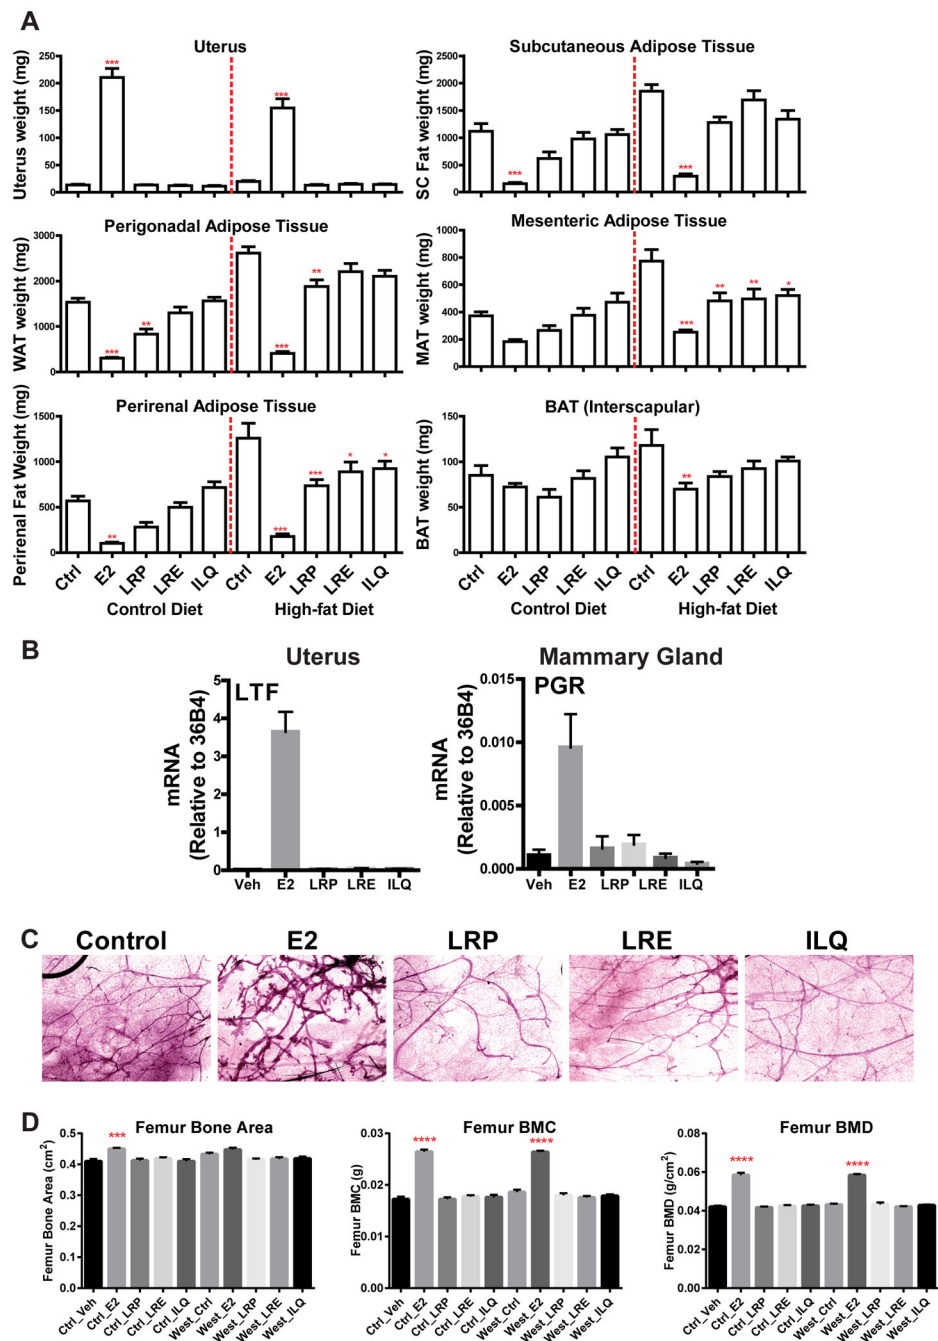 A
Uterus
Uterus weight (mg)
250
200
150
100
50
0
***
***
Subcutaneous Adipose Tissue
SC Fat weight (mg)
2500
2000
1500
1000
500
0
***
***
Perigonadal Adipose Tissue
WAT weight (mg)
3000
2000
1000
0
***
**
***
**
Mesenteric Adipose Tissue
MAT weight (mg)
1000
800
600
400
200
0
***
**
**
*
Perirenal Adipose Tissue
Perirenal Fat Weight (mg)
1500
1000
500
0
**
***
***
*
*
Ctrl E2 LRP LRE ILQ Ctrl E2 LRP LRE ILQ
Control Diet High-fat Diet
BAT (Interscapular)
BAT weight (mg)
150
100
50
0
**
Ctrl E2 LRP LRE ILQ Ctrl E2 LRP LRE ILQ
Control Diet High-fat Diet
B
Uterus
LTF
mRNA
(Relative to 36B4)
5
4
3
2
1
0
Veh E2 LRP LRE ILQ
Mammary Gland
PGR
mRNA
(Relative to 36B4)
0.015
0.010
0.005
0.000
Veh E2 LRP LRE ILQ
C
Control E2 LRP LRE ILQ
D
Femur Bone Area
Femur Bone Area (cm2)
0.5
0.4
0.3
0.2
0.1
0.0
***
Ctrl_Veh Ctrl_E2 Ctrl_LRP Ctrl_LRE Ctrl_ILQ West_Ctrl West_E2 West_LRP West_LRE West_ILQ
Femur BMC
Femur BMC (g)
0.03
0.02
0.01
0.00
****
****
Ctrl_Veh Ctrl_E2 Ctrl_LRP Ctrl_LRE Ctrl_ILQ West_Ctrl West_E2 West_LRP West_LRE West_ILQ
Femur BMD
Femur BMD (g/cm2)
0.08
0.06
0.04
0.02
0.00
****
****
Ctrl_Veh Ctrl_E2 Ctrl_LRP Ctrl_LRE Ctrl_ILQ West_Ctrl West_E2 West_LRP West_LRE West_ILQ